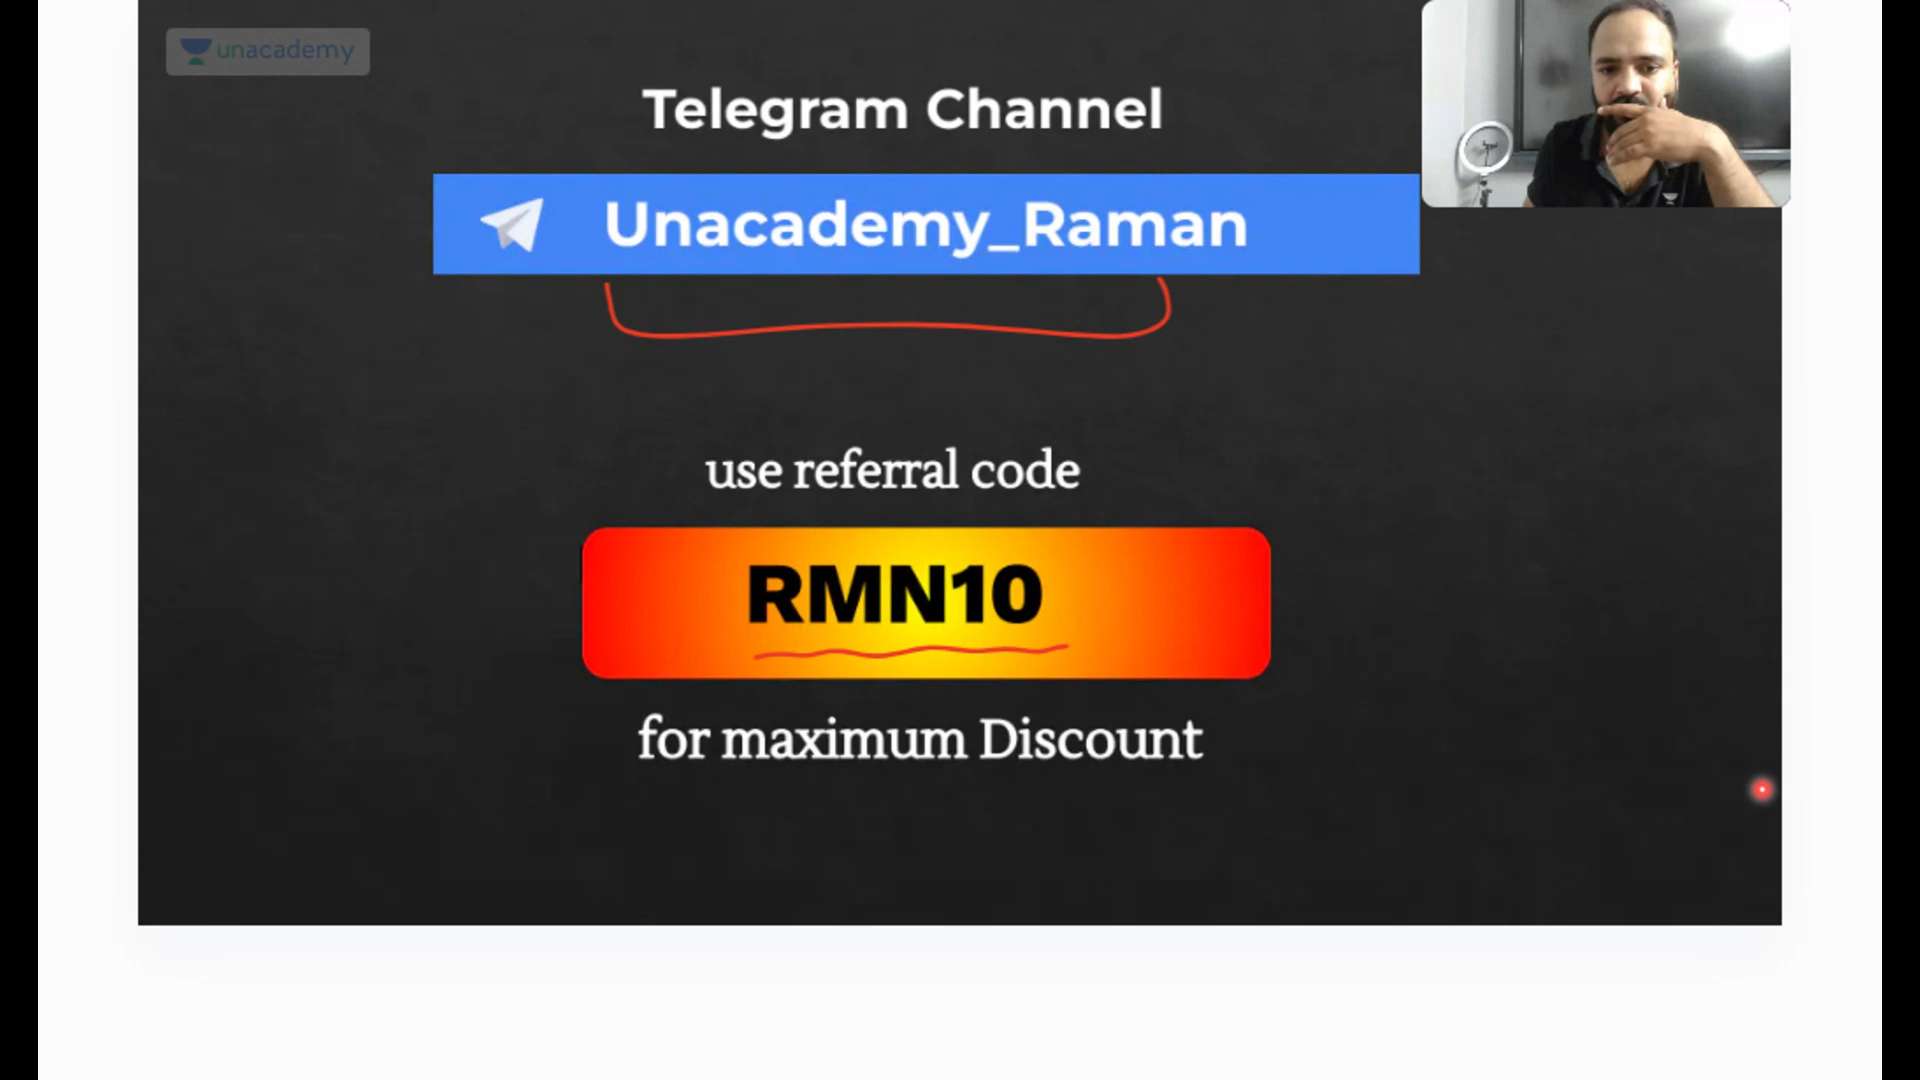 unacademy
Telegram Channel
Unacademy_Raman
use referral code
RMN10
for maximum Discount